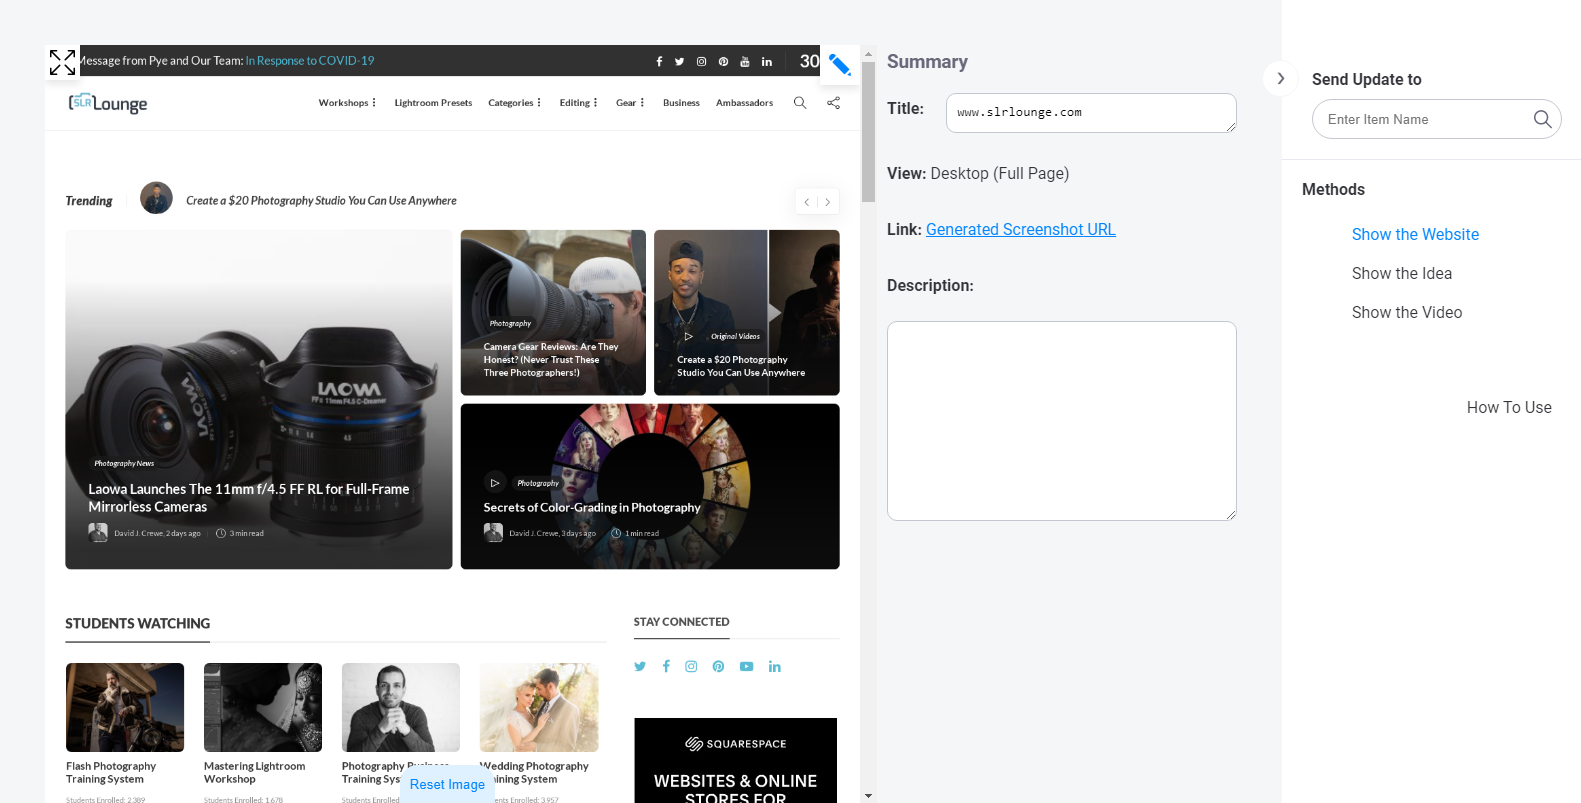 Message from Pye and Our Team: In Response to COVID-19
30
SLR Lounge
Workshops
Lightroom Presets
Categories
Editing
Gear
Business
Ambassadors
Trending
Create a $20 Photography Studio You Can Use Anywhere
LAOWA
FFII 11mm F4.5 C-Dreamer
Photography News
Laowa Launches The 11mm f/4.5 FF RL for Full-Frame
Mirrorless Cameras
David J. Crewe, 2 days ago
3 min read
Photography
Camera Gear Reviews: Are They
Honest? (Never Trust These
Three Photographers!)
Original Videos
Create a $20 Photography
Studio You Can Use Anywhere
Photography
Secrets of Color-Grading in Photography
David J. Crewe, 3 days ago
1 min read
STUDENTS WATCHING
Flash Photography
Training System
Students Enrolled: 2,389
Mastering Lightroom
Workshop
Students Enrolled: 1,678
Photography Business
Training Sys
Students Enrolled
Wedding Photography
ining System
s Enrolled: 3,957
Reset Image
STAY CONNECTED
SQUARESPACE
WEBSITES & ONLINE
STORES FOR
Summary
Title:
www.slrlounge.com
View: Desktop (Full Page)
Link: Generated Screenshot URL
Description:
Send Update to
Enter Item Name
Methods
Show the Website
Show the Idea
Show the Video
How To Use